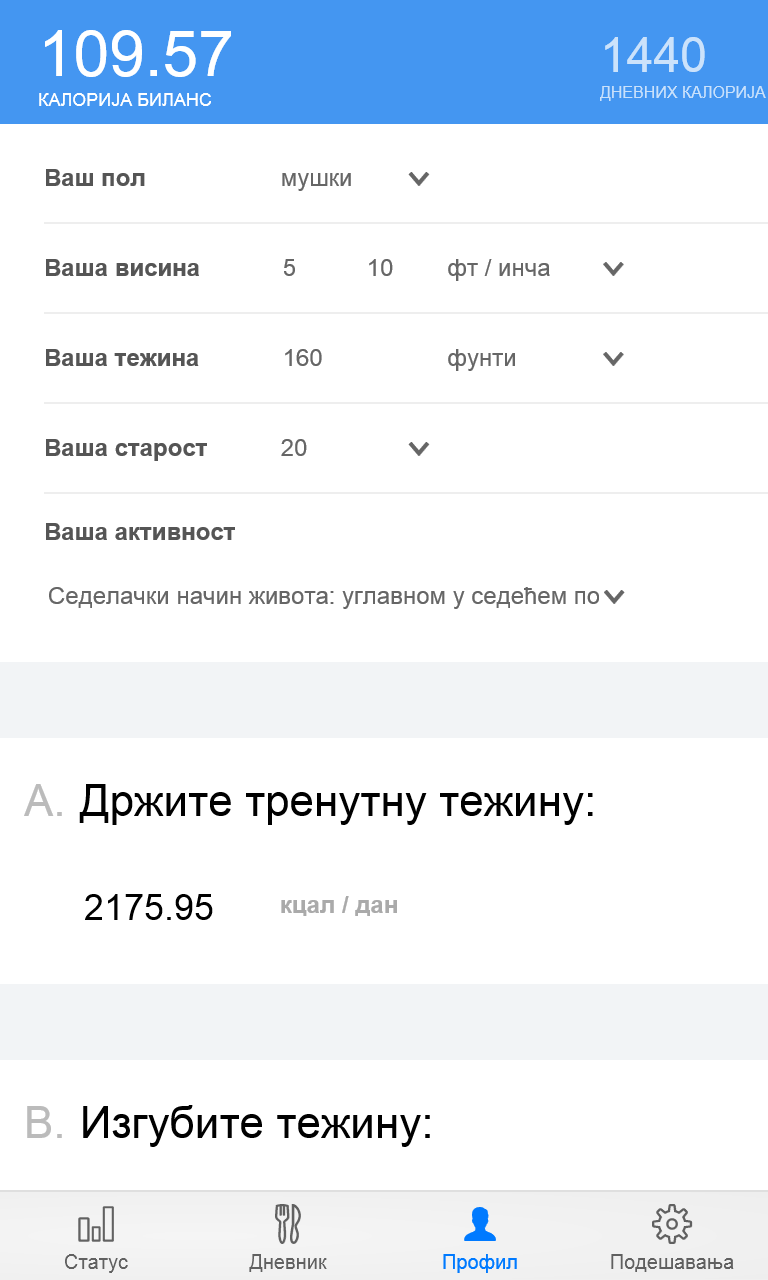 109.57
1440
КАЛОРИЈА БИЛАНС
ДНЕВНИХ КАЛОРИЈА
Ваш пол мушки
Ваша висина 5 10 фт / инча
Ваша тежина 160 фунти
Ваша старост 20
Ваша активност
Седелачки начин живота: углавном у седећем по
A. Држите тренутну тежину:
2175.95 кцал / дан
B. Изгубите тежину:
Статус Дневник Профил Подешавања